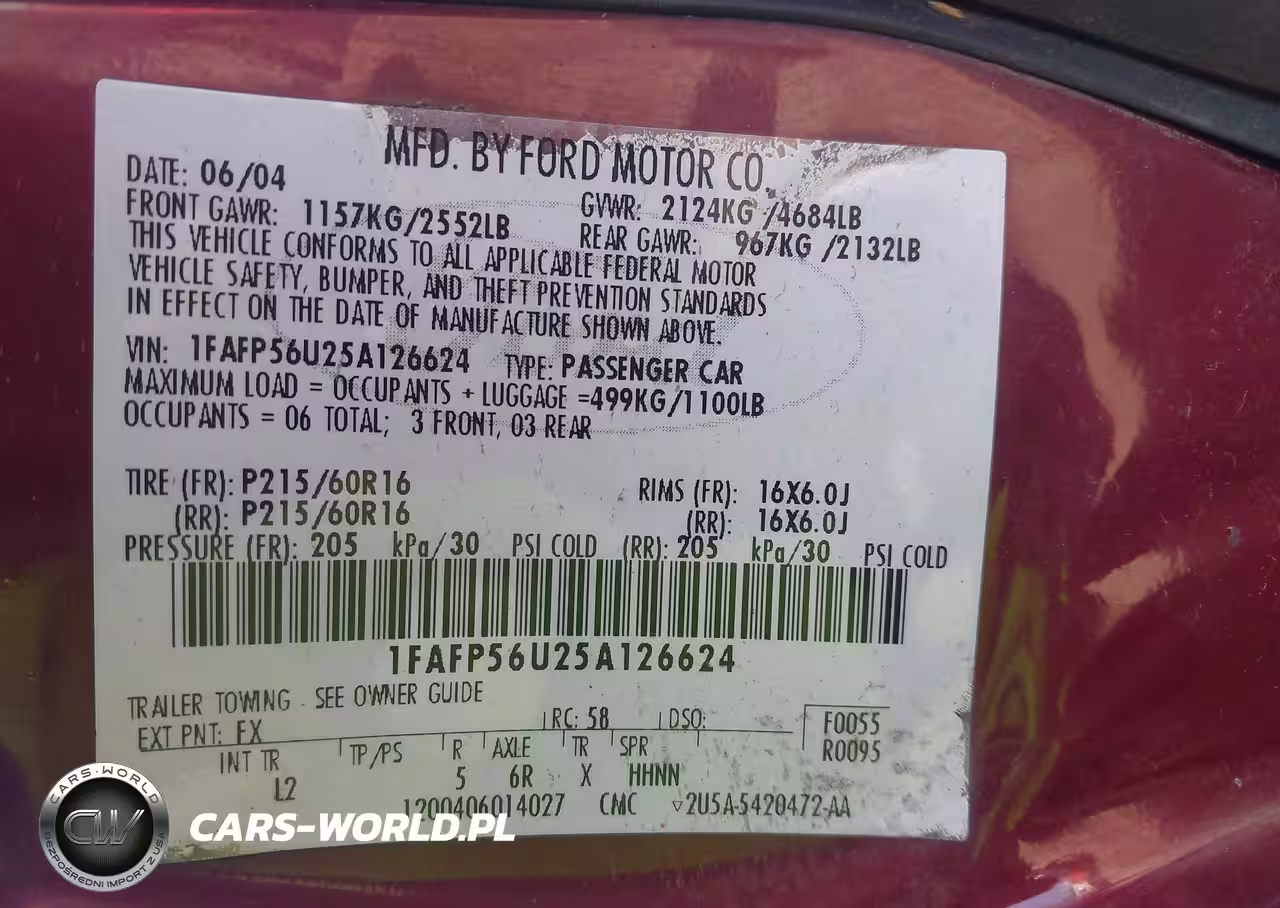 MFD. BY FORD MOTOR CO.
DATE: 06/04
GVWR: 2124KG /4684LB
FRONT GAWR: 1157KG/2552LB
REAR GAWR: 967KG /2132LB
THIS VEHICLE CONFORMS TO ALL APPLICABLE FEDERAL MOTOR
VEHICLE SAFETY, BUMPER, AND THEFT PREVENTION STANDARDS
IN EFFECT ON THE DATE OF MANUFACTURE SHOWN ABOVE.
VIN: 1FAFP56U25A126624 TYPE: PASSENGER CAR
MAXIMUM LOAD = OCCUPANTS + LUGGAGE =499KG/1100LB
OCCUPANTS = 06 TOTAL; 3 FRONT, 03 REAR
TIRE (FR): P215/60R16 RIMS (FR): 16X6.0J
(RR): P215/60R16 (RR): 16X6.0J
PRESSURE (FR): 205 kPa/30 PSI COLD (RR): 205 kPa/30 PSI COLD
1FAFP56U25A126624
TRAILER TOWING - SEE OWNER GUIDE
EXT PNT: FX RC: 58 DSO: F0055
R0095
INT TR TP/PS R AXLE TR SPR
L2 5 6R X HHNN
1200406014027 CMC ▽2U5A-5420472-AA
CARS-WORLD
CW
BEZPOŚREDNI IMPORT Z USA
CARS-WORLD.PL